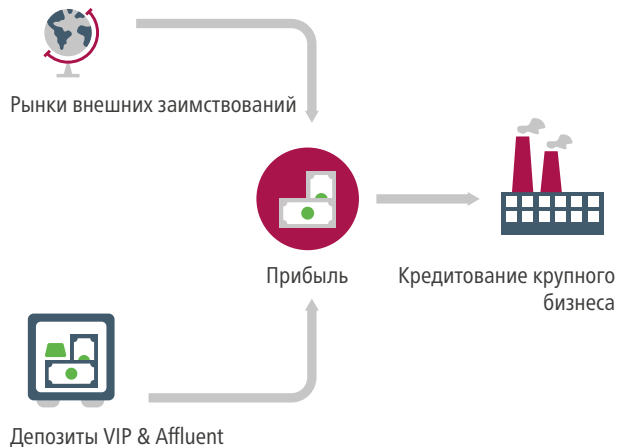 Рынки внешних заимствований
Прибыль
Кредитование крупного
бизнеса
Депозиты VIP & Affluent